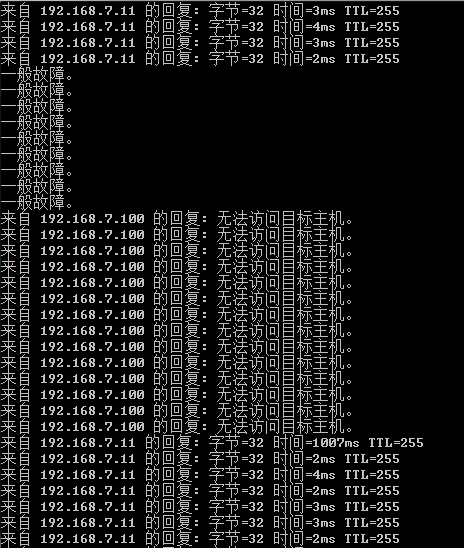 来自 192.168.7.11 的回复: 字节=32 时间=3ms TTL=255
来自 192.168.7.11 的回复: 字节=32 时间=4ms TTL=255
来自 192.168.7.11 的回复: 字节=32 时间=3ms TTL=255
来自 192.168.7.11 的回复: 字节=32 时间=2ms TTL=255
一般故障。
一般故障。
一般故障。
一般故障。
一般故障。
一般故障。
一般故障。
一般故障。
一般故障。
来自 192.168.7.100 的回复: 无法访问目标主机。
来自 192.168.7.100 的回复: 无法访问目标主机。
来自 192.168.7.100 的回复: 无法访问目标主机。
来自 192.168.7.100 的回复: 无法访问目标主机。
来自 192.168.7.100 的回复: 无法访问目标主机。
来自 192.168.7.100 的回复: 无法访问目标主机。
来自 192.168.7.100 的回复: 无法访问目标主机。
来自 192.168.7.100 的回复: 无法访问目标主机。
来自 192.168.7.100 的回复: 无法访问目标主机。
来自 192.168.7.100 的回复: 无法访问目标主机。
来自 192.168.7.100 的回复: 无法访问目标主机。
来自 192.168.7.100 的回复: 无法访问目标主机。
来自 192.168.7.100 的回复: 无法访问目标主机。
来自 192.168.7.100 的回复: 无法访问目标主机。
来自 192.168.7.11 的回复: 字节=32 时间=1007ms TTL=255
来自 192.168.7.11 的回复: 字节=32 时间=2ms TTL=255
来自 192.168.7.11 的回复: 字节=32 时间=4ms TTL=255
来自 192.168.7.11 的回复: 字节=32 时间=2ms TTL=255
来自 192.168.7.11 的回复: 字节=32 时间=3ms TTL=255
来自 192.168.7.11 的回复: 字节=32 时间=3ms TTL=255
来自 192.168.7.11 的回复: 字节=32 时间=2ms TTL=255